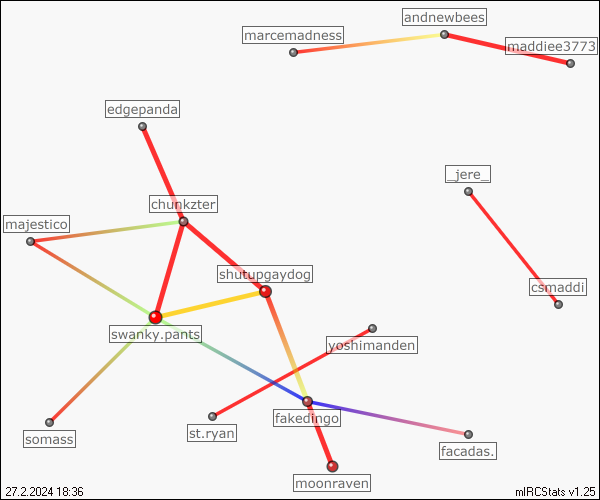 andnewbees
marcemadness
maddiee3773
edgepanda
_jere_
chunkzter
majestico
shutupgaydog
csmaddi
swanky.pants
yoshimanden
fakedingo
st.ryan
somass
facadas.
moonraven
27.2.2024 18:36
mIRCStats v1.25